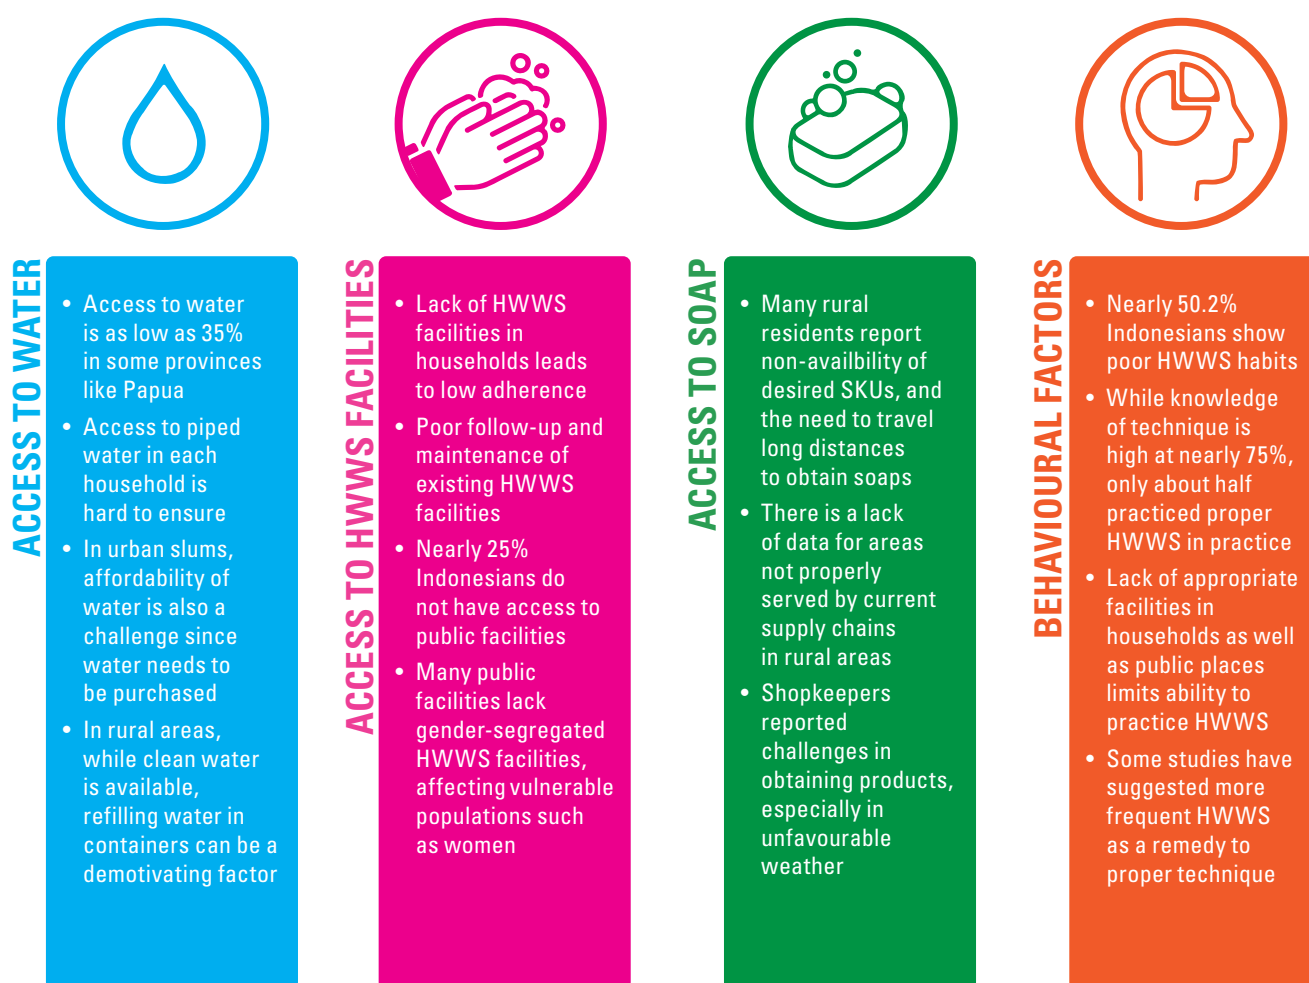 ACCESS TO WATER
• Access to water
is as low as 35%
in some provinces
like Papua
• Access to piped
water in each
household is
hard to ensure
• In urban slums,
affordability of
water is also a
challenge since
water needs to
be purchased
• In rural areas,
while clean water
is available,
refilling water in
containers can be a
demotivating factor
ACCESS TO HWWS FACILITIES
• Lack of HWWS
facilities in
households leads
to low adherence
• Poor follow-up and
maintenance of
existing HWWS
facilities
• Nearly 25%
Indonesians do
not have access to
public facilities
• Many public
facilities lack
gender-segregated
HWWS facilities,
affecting vulnerable
populations such
as women
ACCESS TO SOAP
• Many rural
residents report
non-availbility of
desired SKUs, and
the need to travel
long distances
to obtain soaps
• There is a lack
of data for areas
not properly
served by current
supply chains
in rural areas
• Shopkeepers
reported
challenges in
obtaining products,
especially in
unfavourable
weather
BEHAVIOURAL FACTORS
• Nearly 50.2%
Indonesians show
poor HWWS habits
• While knowledge
of technique is
high at nearly 75%,
only about half
practiced proper
HWWS in practice
• Lack of appropriate
facilities in
households as well
as public places
limits ability to
practice HWWS
• Some studies have
suggested more
frequent HWWS
as a remedy to
proper technique